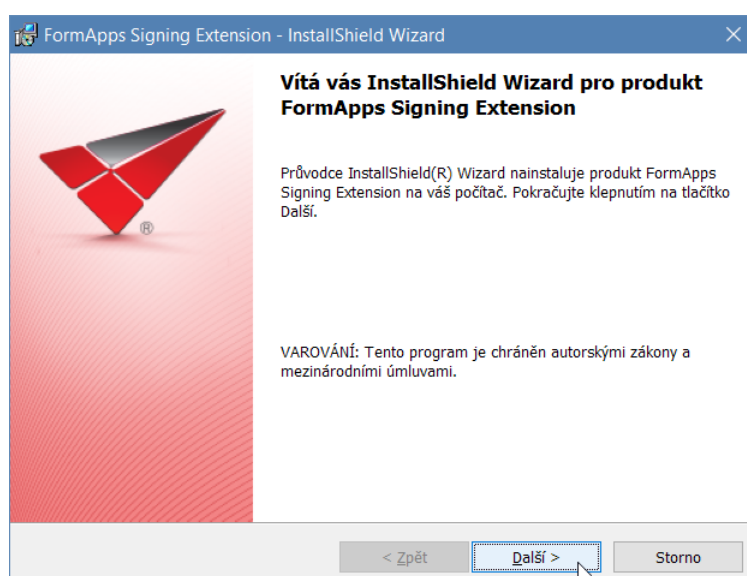 FormApps Signing Extension - InstallShield Wizard
Vítá vás InstallShield Wizard pro produkt
FormApps Signing Extension
Průvodce InstallShield(R) Wizard nainstaluje produkt FormApps
Signing Extension na váš počítač. Pokračujte klepnutím na tlačítko
Další.
®
VAROVÁNÍ: Tento program je chráněn autorskými zákony a
mezinárodními úmluvami.
< Zpět
Další >
Storno